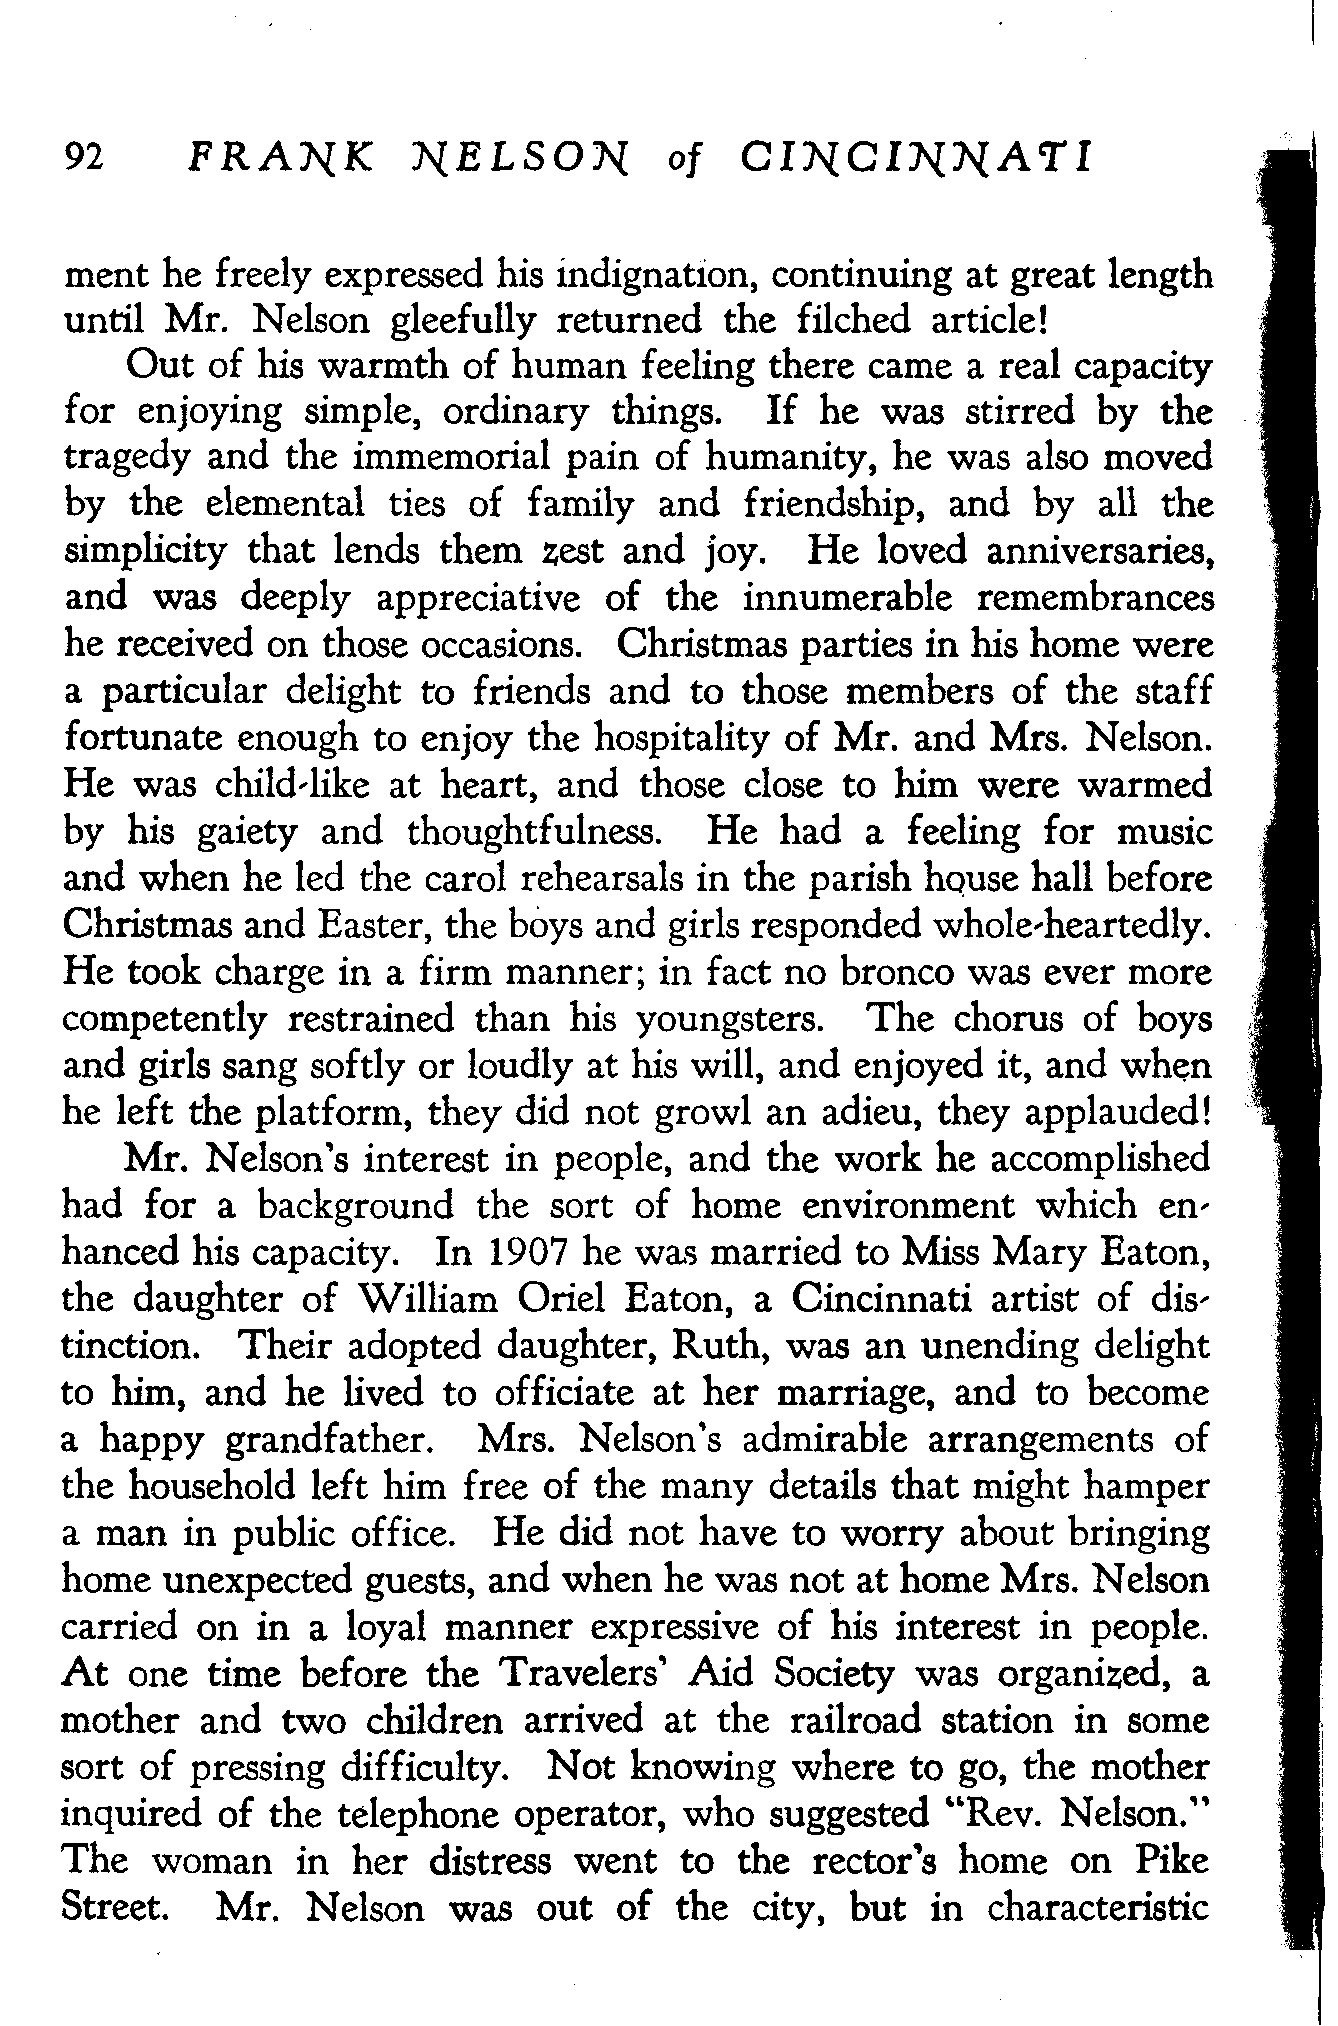 92 FRANK NELSON of CINCINNATI
ment he freely expressed his indignation, continuing at great length
until Mr. Nelson gleefully returned the filched article!
Out of his warmth of human feeling there came a real capacity
for enjoying simple, ordinary things. If he was stirred by the
tragedy and the immemorial pain of humanity, he was also moved
by the elemental ties of family and friendship, and by all the
simplicity that lends them zest and joy. He loved anniversaries,
and was deeply appreciative of the innumerable remembrances
he received on those occasions. Christmas parties in his home were
a particular delight to friends and to those members of the staff
fortunate enough to enjoy the hospitality of Mr. and Mrs. Nelson.
He was child-like at heart, and those close to him were warmed
by his gaiety and thoughtfulness. He had a feeling for music
and when he led the carol rehearsals in the parish house hall before
Christmas and Easter, the boys and girls responded whole-heartedly.
He took charge in a firm manner; in fact no bronco was ever more
competently restrained than his youngsters. The chorus of boys
and girls sang softly or loudly at his will, and enjoyed it, and when
he left the platform, they did not growl an adieu, they applauded!
Mr. Nelson's interest in people, and the work he accomplished
had for a background the sort of home environment which en-
hanced his capacity. In 1907 he was married to Miss Mary Eaton,
the daughter of William Oriel Eaton, a Cincinnati artist of dis-
tinction. Their adopted daughter, Ruth, was an unending delight
to him, and he lived to officiate at her marriage, and to become
a happy grandfather. Mrs. Nelson's admirable arrangements of
the household left him free of the many details that might hamper
a man in public office. He did not have to worry about bringing
home unexpected guests, and when he was not at home Mrs. Nelson
carried on in a loyal manner expressive of his interest in people.
At one time before the Travelers' Aid Society was organized, a
mother and two children arrived at the railroad station in some
sort of pressing difficulty. Not knowing where to go, the mother
inquired of the telephone operator, who suggested "Rev. Nelson."
The woman in her distress went to the rector's home on Pike
Street. Mr. Nelson was out of the city, but in characteristic